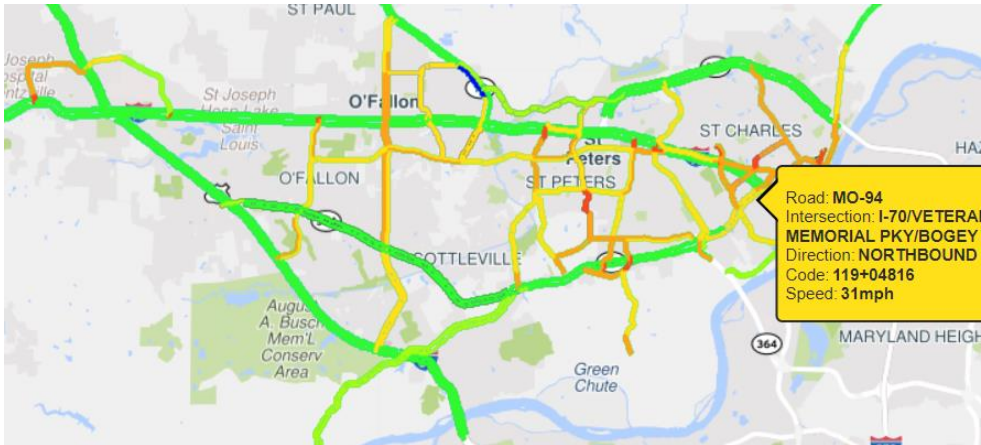 ST PAUL
Joseph
St Joseph
Hosp Lake
Saint
Louis
O'Fallon
ST CHARLES
HAZ
St
Peters
O'FALLON
ST PETERS
COTTLEVILLE
August
A. Busch
Mem'L
Conserv
Area
Green
Chute
364
MARYLAND HEIGH
Road: MO-94
Intersection: I-70/VETERAN
MEMORIAL PKY/BOGEY
Direction: NORTHBOUND
Code: 119+04816
Speed: 31mph